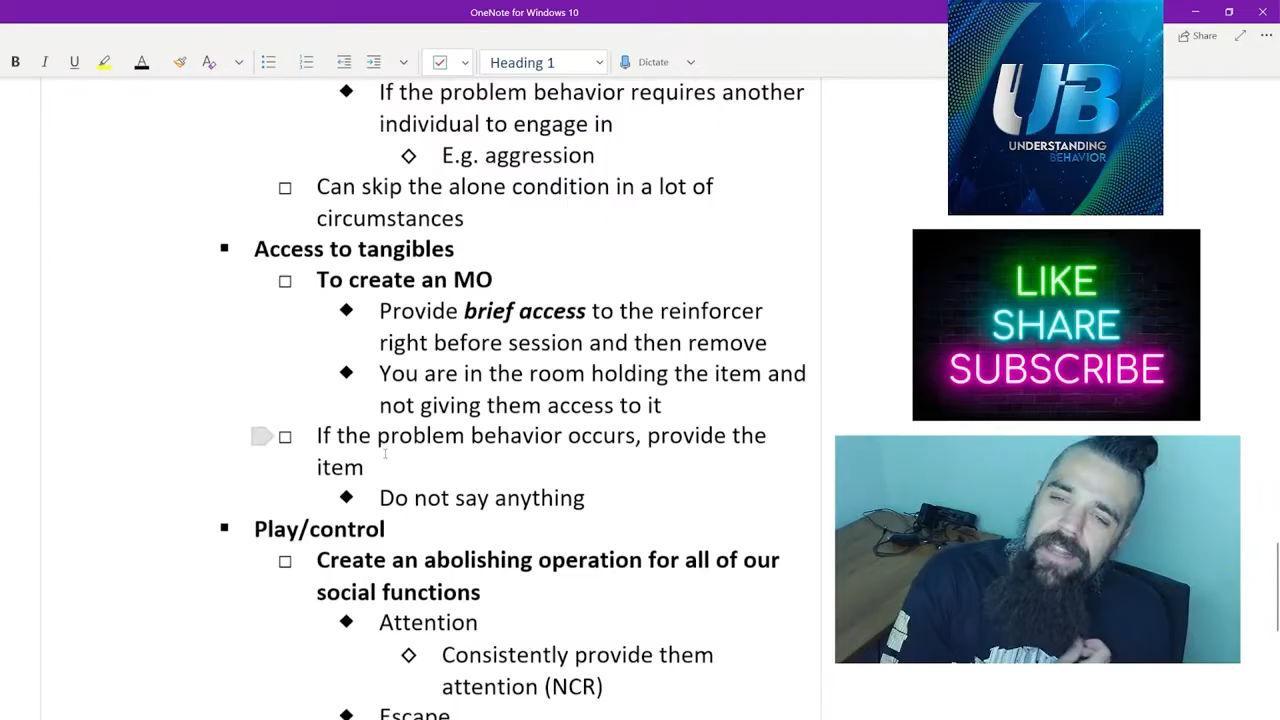 OneNote for Windows 10
Share
B I U A A Heading 1 Dictate
If the problem behavior requires another
individual to engage in
E.g. aggression
Can skip the alone condition in a lot of
circumstances
Access to tangibles
To create an MO
Provide brief access to the reinforcer
right before session and then remove
You are in the room holding the item and
not giving them access to it
If the problem behavior occurs, provide the
item
Do not say anything
Play/control
Create an abolishing operation for all of our
social functions
Attention
Consistently provide them
attention (NCR)
Escape
UB
UNDERSTANDING
BEHAVIOR
LIKE
SHARE
SUBSCRIBE